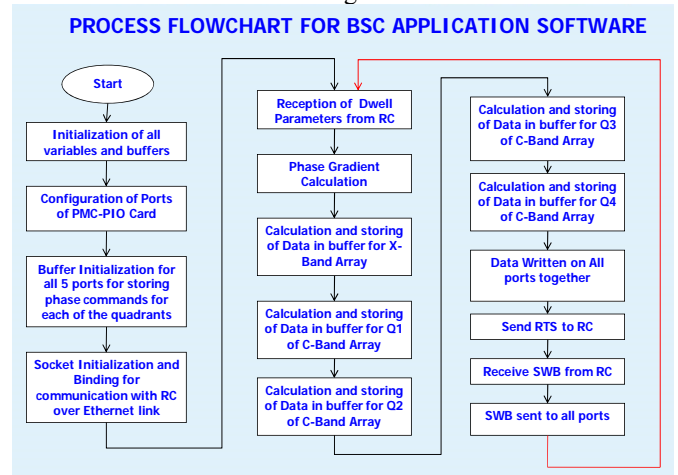 PROCESS FLOWCHART FOR BSC APPLICATION SOFTWARE
Start
Initialization of all
variables and buffers
Configuration of Ports
of PMC-PIO Card
Buffer Initialization for
all 5 ports for storing
phase commands for
each of the quadrants
Socket Initialization and
Binding for
communication with RC
over Ethernet link
Reception of Dwell
Parameters from RC
Phase Gradient
Calculation
Calculation and storing
of Data in buffer for X-
Band Array
Calculation and storing
of Data in buffer for Q1
of C-Band Array
Calculation and storing
of Data in buffer for Q2
of C-Band Array
Calculation and storing
of Data in buffer for Q3
of C-Band Array
Calculation and storing
of Data in buffer for Q4
of C-Band Array
Data Written on All
ports together
Send RTS to RC
Receive SWB from RC
SWB sent to all ports